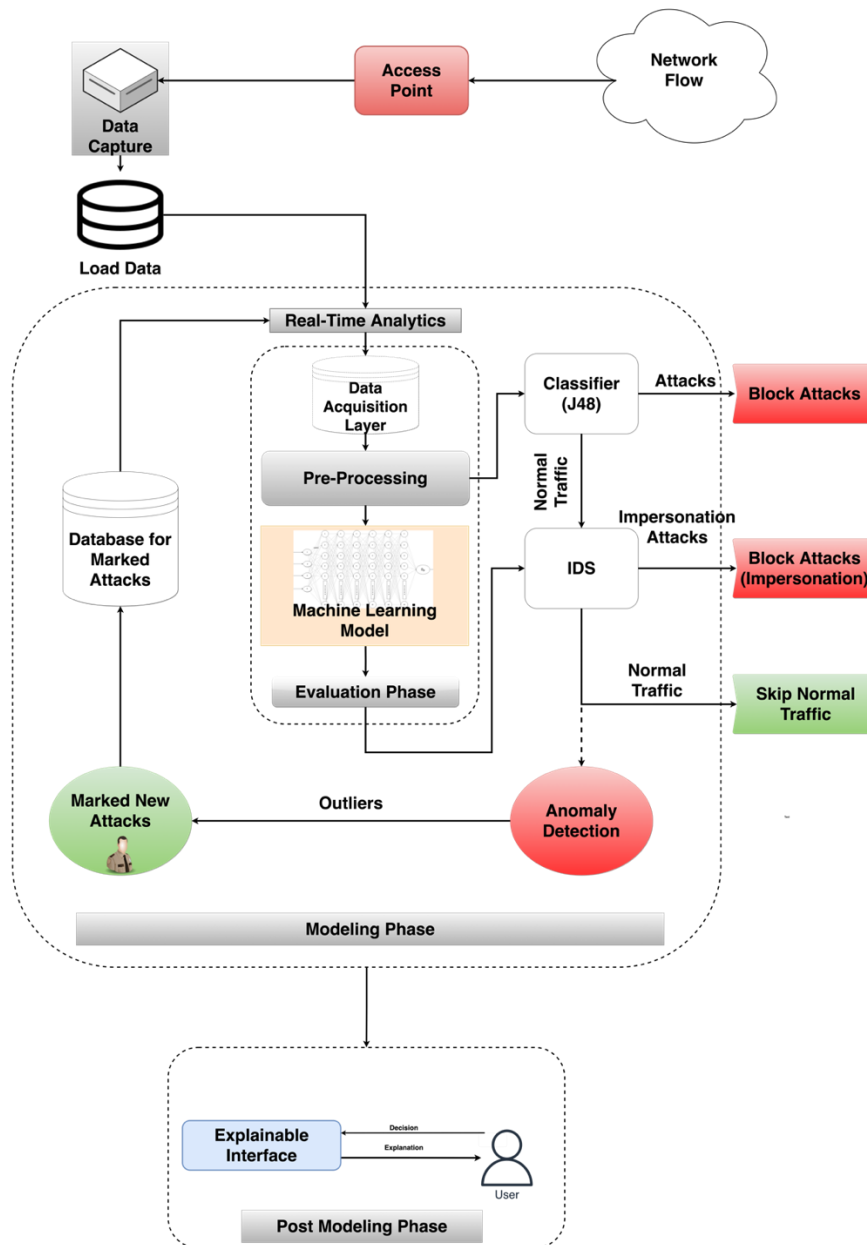 Network
Flow
Access
Point
Data
Capture
Load Data
Real-Time Analytics
Data
Acquisition
Layer
Classifier
(J48)
Attacks
Block Attacks
Pre-Processing
Normal
Traffic
Database for
Marked
Attacks
Impersonation
Attacks
IDS
Block Attacks
(Impersonation)
Machine Learning
Model
Evaluation Phase
Normal
Traffic
Skip Normal
Traffic
Marked New
Attacks
Outliers
Anomaly
Detection
Modeling Phase
Explainable
Interface
Decision
Explanation
User
Post Modeling Phase